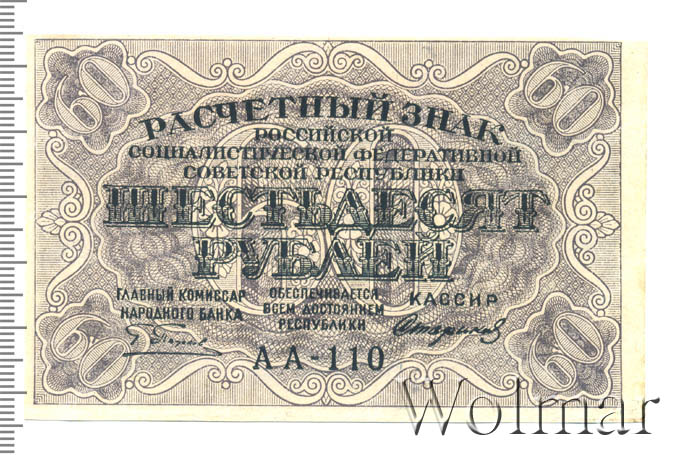 60 60
РАСЧЕТНЫЙ ЗНАК
РОССИЙСКОЙ
СОЦИАЛИСТИЧЕСКОЙ ФЕДЕРАТИВНОЙ
СОВЕТСКОЙ РЕСПУБЛИКИ
60
ШЕСТЬДЕСЯТ
РУБЛЕЙ
ГЛАВНЫЙ КОМИССАР
НАРОДНОГО БАНКА
ОБЕСПЕЧИВАЕТСЯ
ВСЕМ ДОСТОЯНИЕМ
РЕСПУБЛИКИ
КАССИР
АА-110
60 60
Wolmar